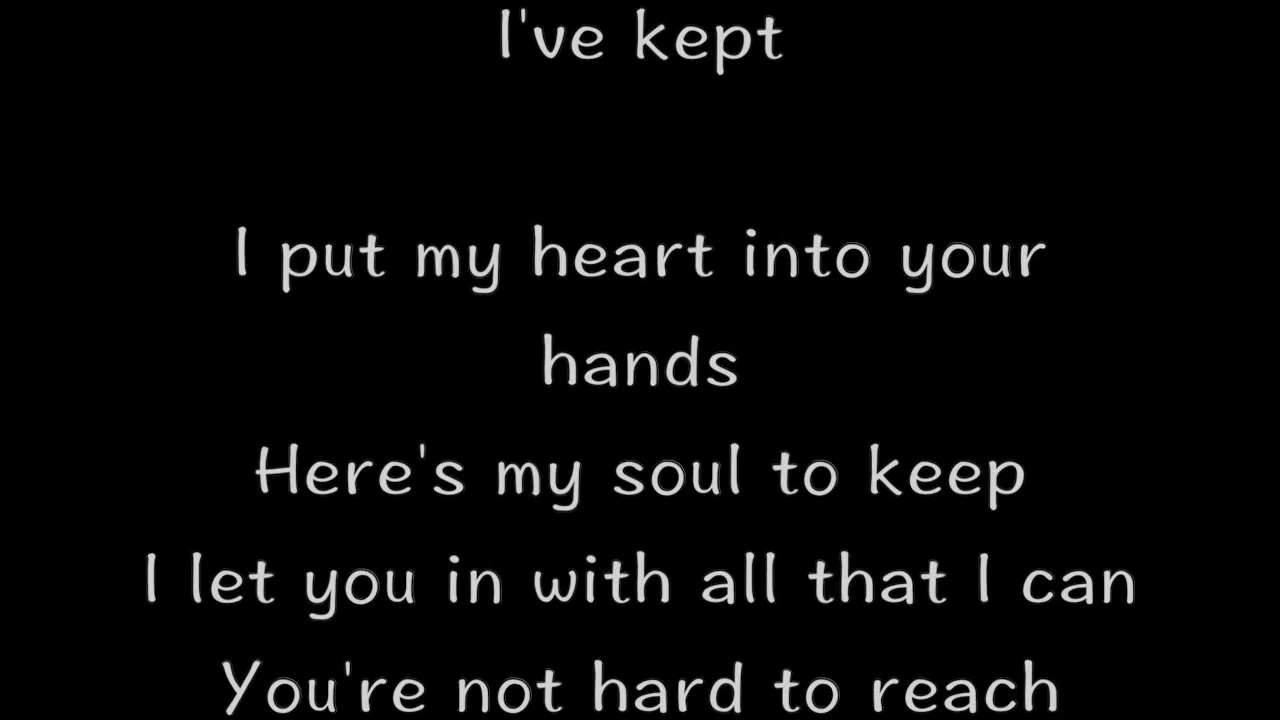 I've kept
I put my heart into your
hands
Here's my soul to keep
I let you in with all that I can
You're not hard to reach